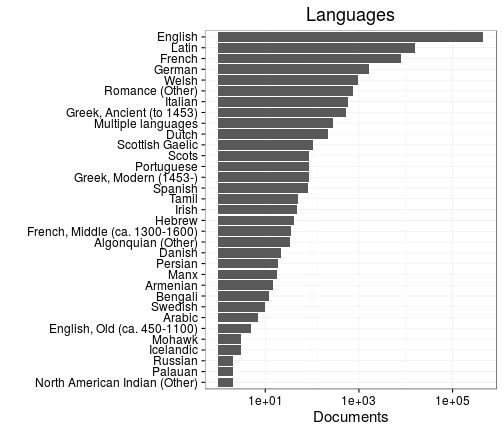 Languages
English
Latin
French
German
Welsh
Romance (Other)
Italian
Greek, Ancient (to 1453)
Multiple languages
Dutch
Scottish Gaelic
Scots
Portuguese
Greek, Modern (1453-)
Spanish
Tamil
Irish
Hebrew
French, Middle (ca. 1300-1600)
Algonquian (Other)
Danish
Persian
Manx
Armenian
Bengali
Swedish
Arabic
English, Old (ca. 450-1100)
Mohawk
Icelandic
Russian
Palauan
North American Indian (Other)
1e+01 1e+03 1e+05
Documents